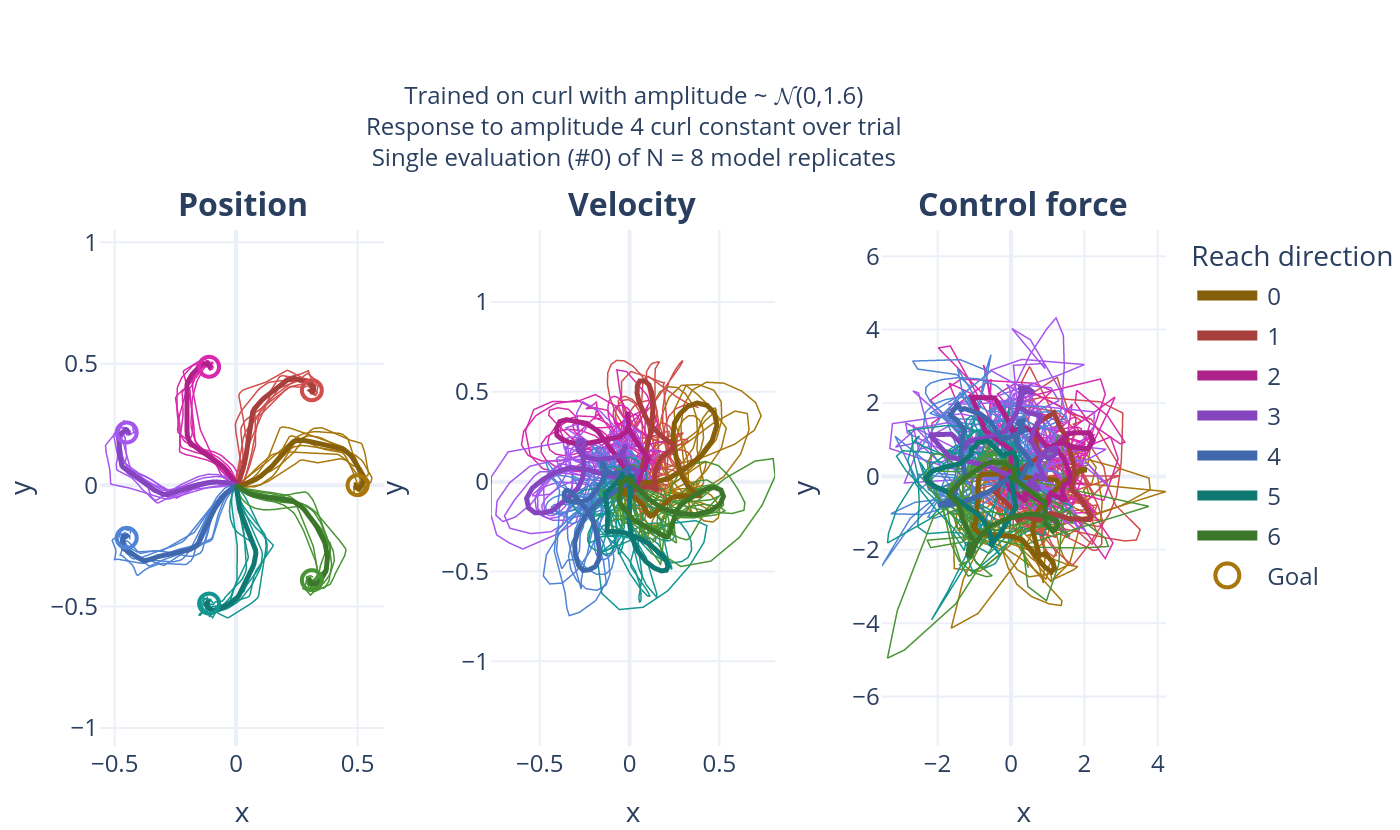 Trained on curl with amplitude ~ 𝒩(0,1.6)
Response to amplitude 4 curl constant over trial
Single evaluation (#0) of N = 8 model replicates
Position
Velocity
Control force
y
1
0.5
0
−0.5
−1
−0.5
0
0.5
x
y
1
0.5
0
−0.5
−1
−0.5
0
0.5
x
y
6
4
2
0
−2
−4
−6
−2
0
2
4
x
Reach direction
0
1
2
3
4
5
6
Goal